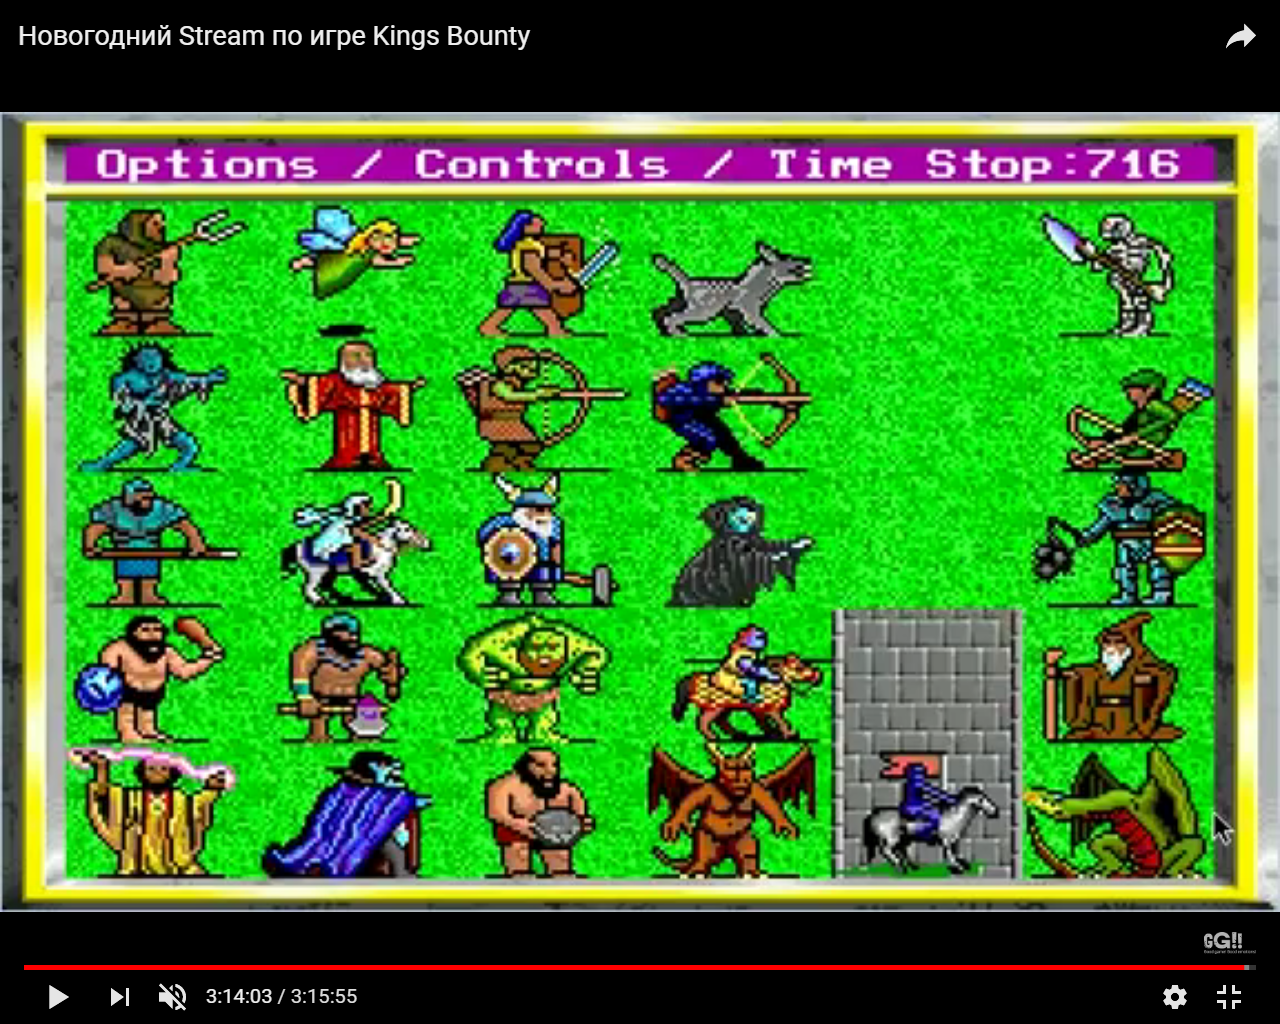 Новогодний Stream по игре Kings Bounty
Options / Controls / Time Stop:716
GG!!
3:14:03 / 3:15:55